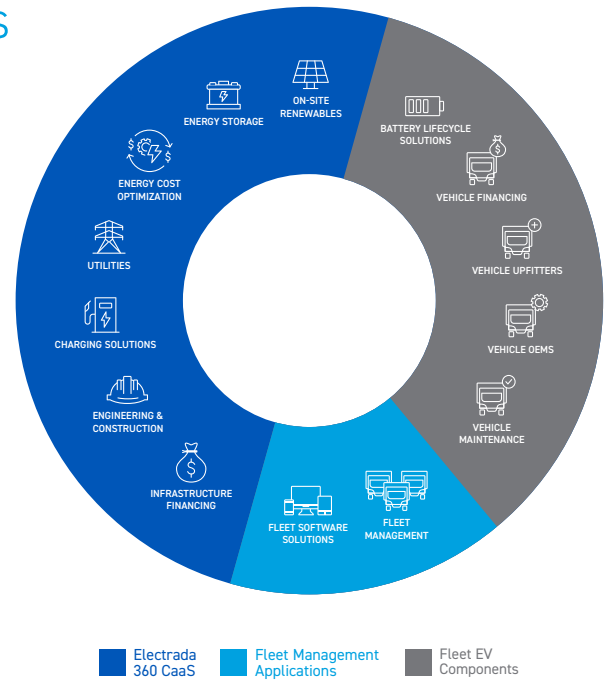 S
ON-SITE
RENEWABLES
ENERGY STORAGE
ENERGY COST
OPTIMIZATION
UTILITIES
CHARGING SOLUTIONS
ENGINEERING &
CONSTRUCTION
INFRASTRUCTURE
FINANCING
BATTERY LIFECYCLE
SOLUTIONS
VEHICLE FINANCING
VEHICLE UPFITTERS
VEHICLE OEMS
VEHICLE
MAINTENANCE
FLEET SOFTWARE
SOLUTIONS
FLEET
MANAGEMENT
Electrada
360 CaaS
Fleet Management
Applications
Fleet EV
Components